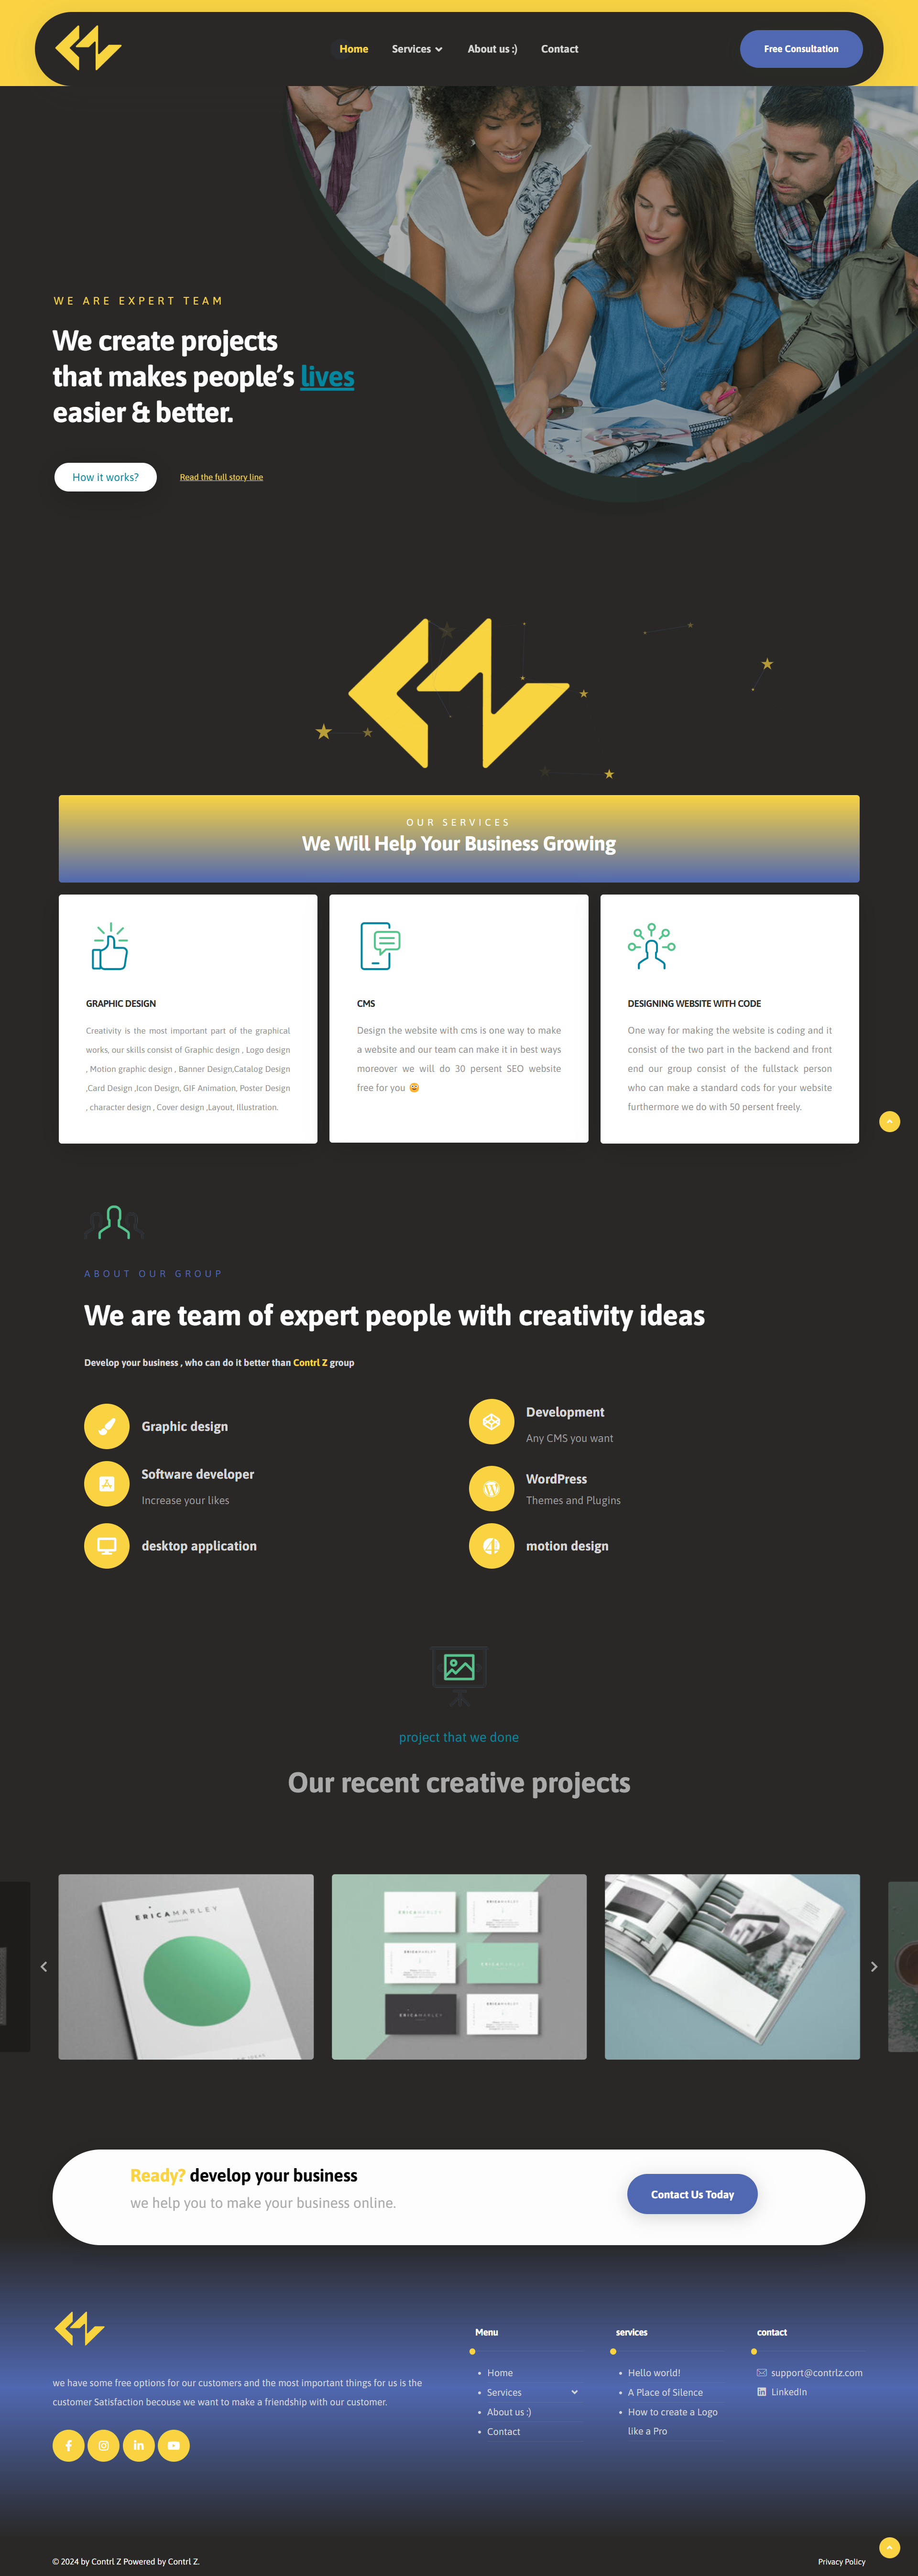 Home
Services
About us :)
Contact
Free Consultation
WE ARE EXPERT TEAM
We create projects
that makes people's lives
easier & better.
How it works?
Read the full story line
OUR SERVICES
We Will Help Your Business Growing
GRAPHIC DESIGN
Creativity is the most important part of the graphical
works, our skills consist of Graphic design , Logo design
, Motion graphic design , Banner Design,Catalog Design
,Card Design ,Icon Design, GIF Animation, Poster Design
, character design , Cover design ,Layout, Illustration.
CMS
Design the website with cms is one way to make
a website and our team can make it in best ways
moreover we will do 30 persent SEO website
free for you 😩
DESIGNING WEBSITE WITH CODE
One way for making the website is coding and it
consist of the two part in the backend and front
end our group consist of the fullstack person
who can make a standard cods for your website
furthermore we do with 50 persent freely.
ABOUT OUR GROUP
We are team of expert people with creativity ideas
Develop your business , who can do it better than Contrl Z group
Graphic design
Software developer
Increase your likes
desktop application
Development
Any CMS you want
WordPress
Themes and Plugins
motion design
project that we done
Our recent creative projects
ERICAMARLEY
ERICAMARLEY
ERICAMARLEY
Ready? develop your business
we help you to make your business online.
Contact Us Today
we have some free options for our customers and the most important things for us is the
customer Satisfaction becouse we want to make a friendship with our customer.
Menu
Home
Services
About us :)
Contact
services
Hello world!
A Place of Silence
How to create a Logo
like a Pro
contact
support@contrlz.com
LinkedIn
© 2024 by Contrl Z Powered by Contrl Z.
Privacy Policy